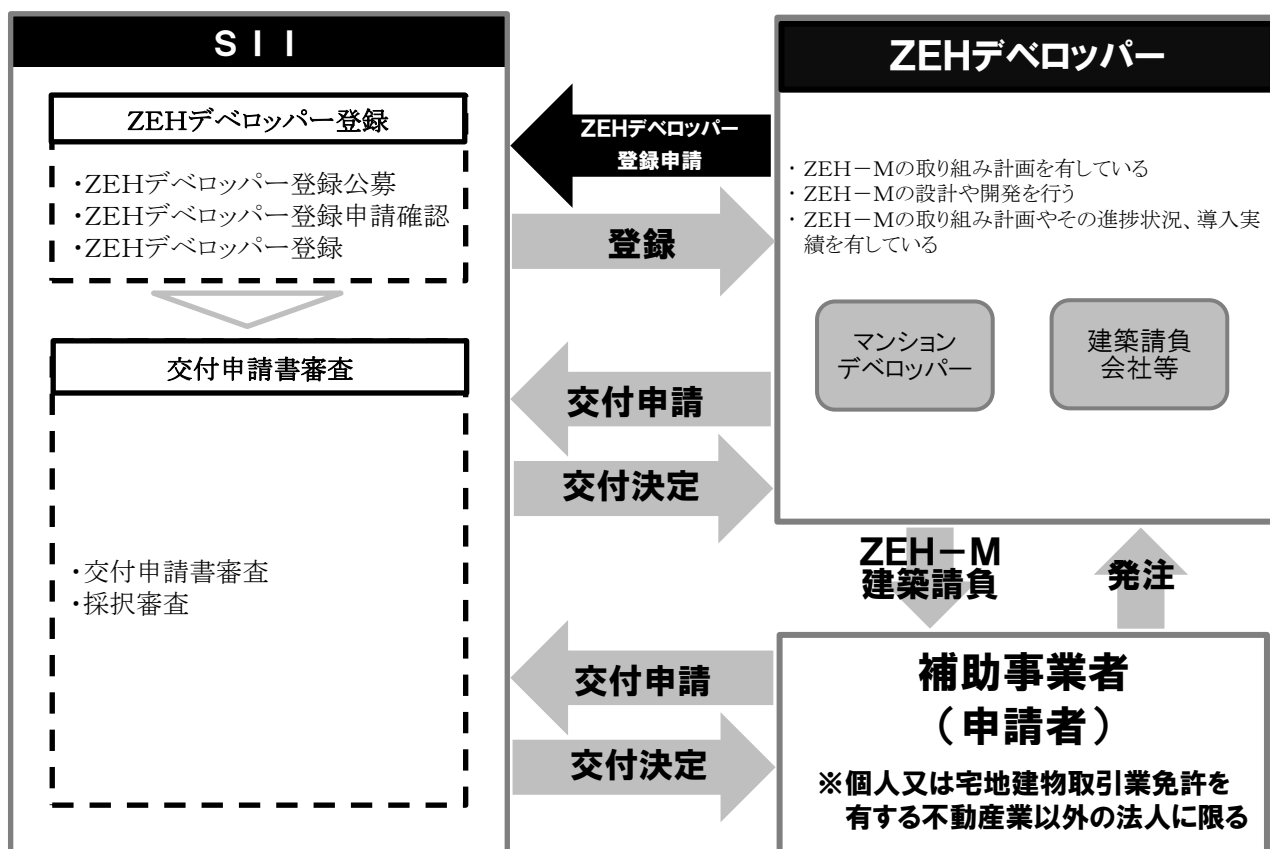 SII
ZEHデベロッパー登録
・ZEHデベロッパー登録公募
・ZEHデベロッパー登録申請確認
・ZEHデベロッパー登録
交付申請書審査
・交付申請書審査
・採択審査
ZEHデベロッパー
登録申請
登録
交付申請
交付決定
ZEHデベロッパー
・ZEH－Mの取り組み計画を有している
・ZEH－Mの設計や開発を行う
・ZEH－Mの取り組み計画やその進捗状況、導入実
績を有している
マンション
デベロッパー
建築請負
会社等
ZEH－M
建築請負
発注
交付申請
交付決定
補助事業者
（申請者）
※個人又は宅地建物取引業免許を
有する不動産業以外の法人に限る